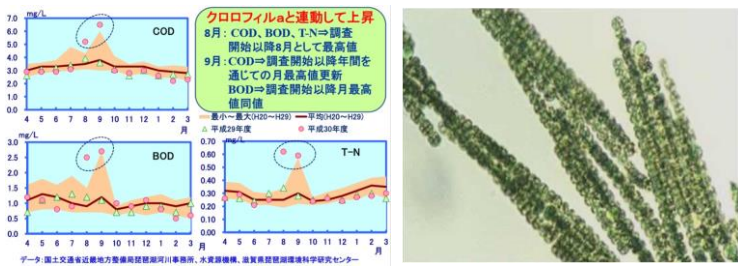 mg/L
7.0
6.0
5.0
4.0
3.0
2.0
1.0
0.0
COD
4 5 6 7 8 9 10 11 12 1 2 3
月
クロロフィルaと連動して上昇
8月： COD、BOD、T-N⇒調査
開始以降8月として最高値
9月：COD⇒調査開始以降年間を
通じての月最高値更新
BOD⇒調査開始以降月最高
値同値
最小～最大(H20～H29)
平均(H20～H29)
平成29年度
平成30年度
mg/L
3.0
2.5
2.0
1.5
1.0
0.5
0.0
BOD
4 5 6 7 8 9 10 11 12 1 2 3
月
mg/L
0.70
0.60
0.50
0.40
0.30
0.20
0.10
0.00
T-N
4 5 6 7 8 9 10 11 12 1 2 3
月
データ：国土交通省近畿地方整備局琵琶湖河川事務所、水資源機構、滋賀県琵琶湖環境科学研究センター